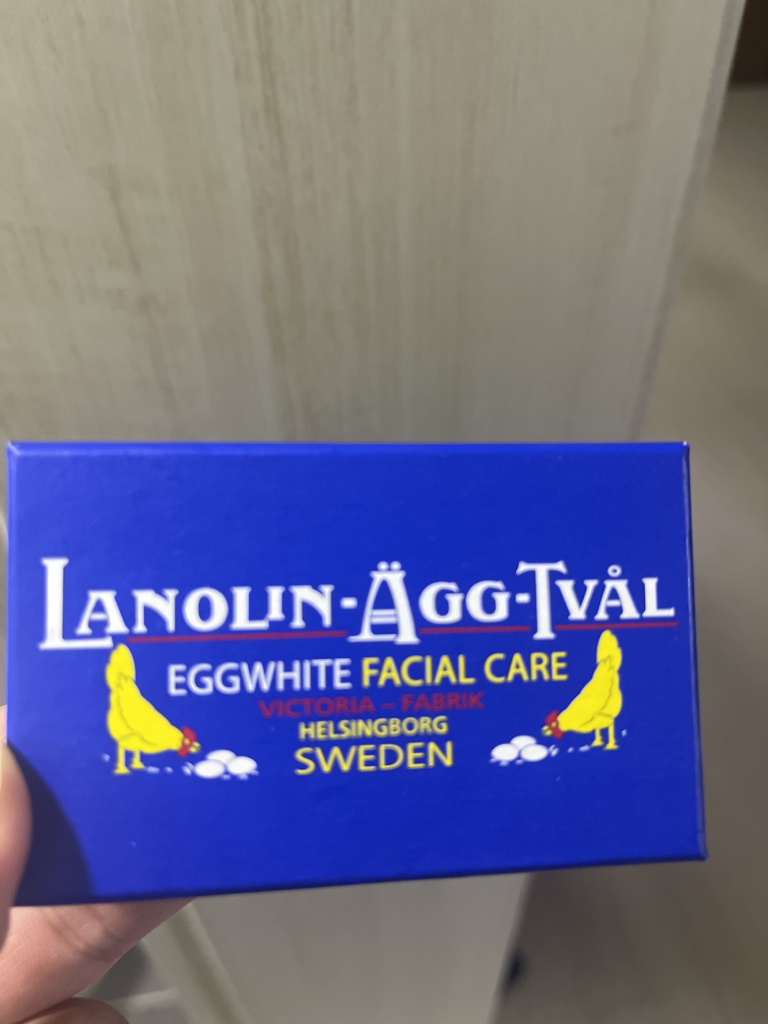 LANOLIN-ÄGG-TVÅL
EGGWHITE FACIAL CARE
VICTORIA – FABRIK
HELSINGBORG
SWEDEN